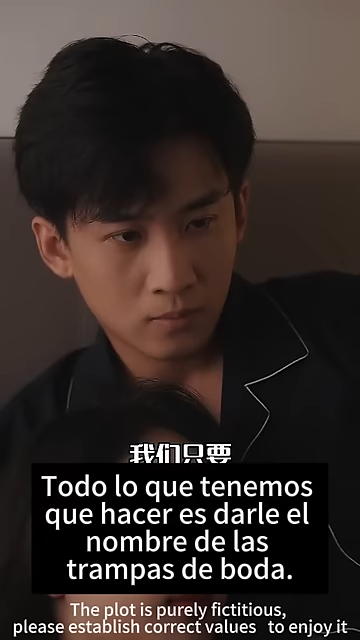 我们只要
Todo lo que tenemos
que hacer es darle el
nombre de las
trampas de boda.
The plot is purely fictitious,
please establish correct values to enjoy it